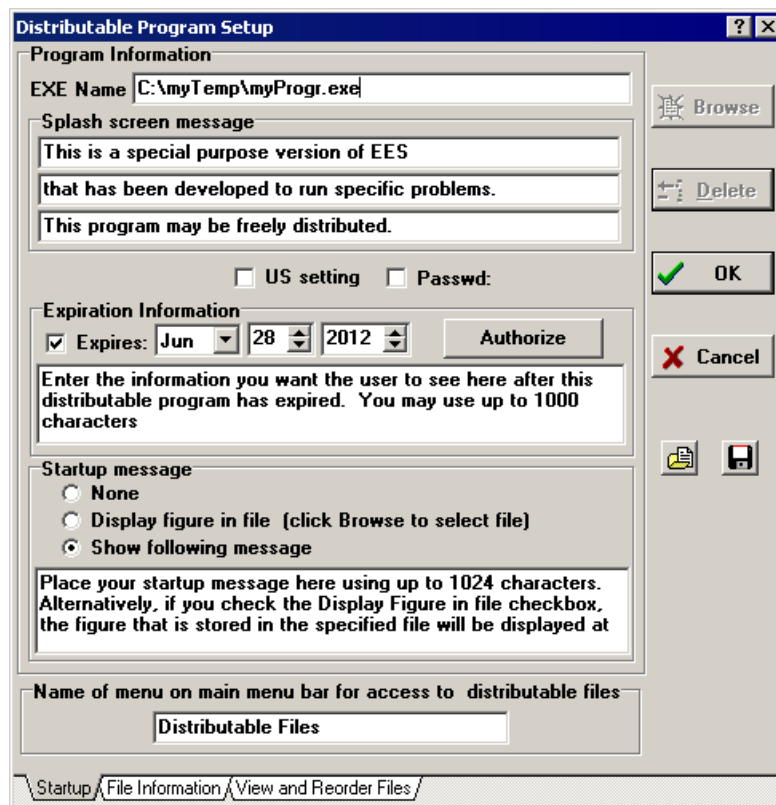 Distributable Program Setup
Program Information
EXE Name C:\myTemp\myProgr.exe
Browse
Splash screen message
This is a special purpose version of EES
that has been developed to run specific problems.
Delete
This program may be freely distributed.
US setting Passwd:
OK
Expiration Information
Expires: Jun 28 2012 Authorize
Cancel
Enter the information you want the user to see here after this
distributable program has expired. You may use up to 1000
characters
Startup message
None
Display figure in file (click Browse to select file)
Show following message
Place your startup message here using up to 1024 characters.
Alternatively, if you check the Display Figure in file checkbox,
the figure that is stored in the specified file will be displayed at
Name of menu on main menu bar for access to distributable files
Distributable Files
Startup File Information View and Reorder Files